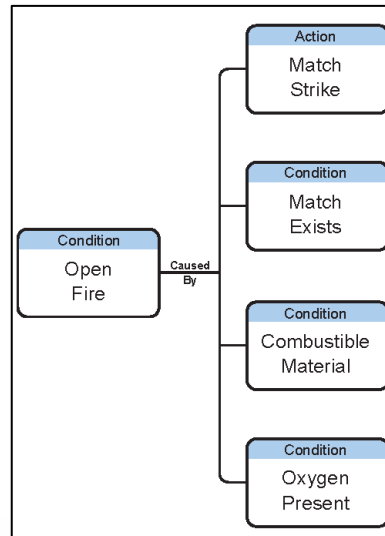 Action
Match
Strike
Condition
Match
Exists
Condition
Open
Fire
Caused
By
Condition
Combustible
Material
Condition
Oxygen
Present